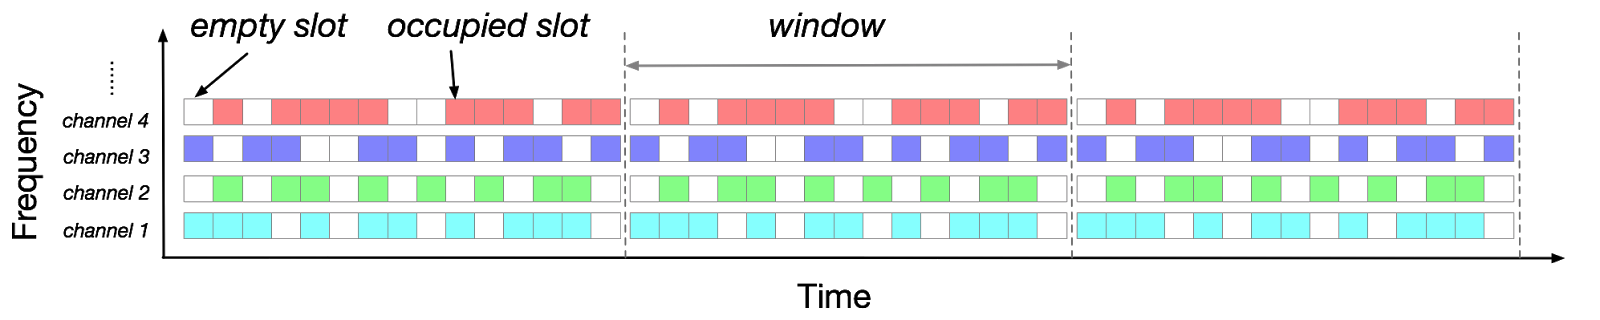 empty slot
occupied slot
window
Frequency
channel 4
channel 3
channel 2
channel 1
Time